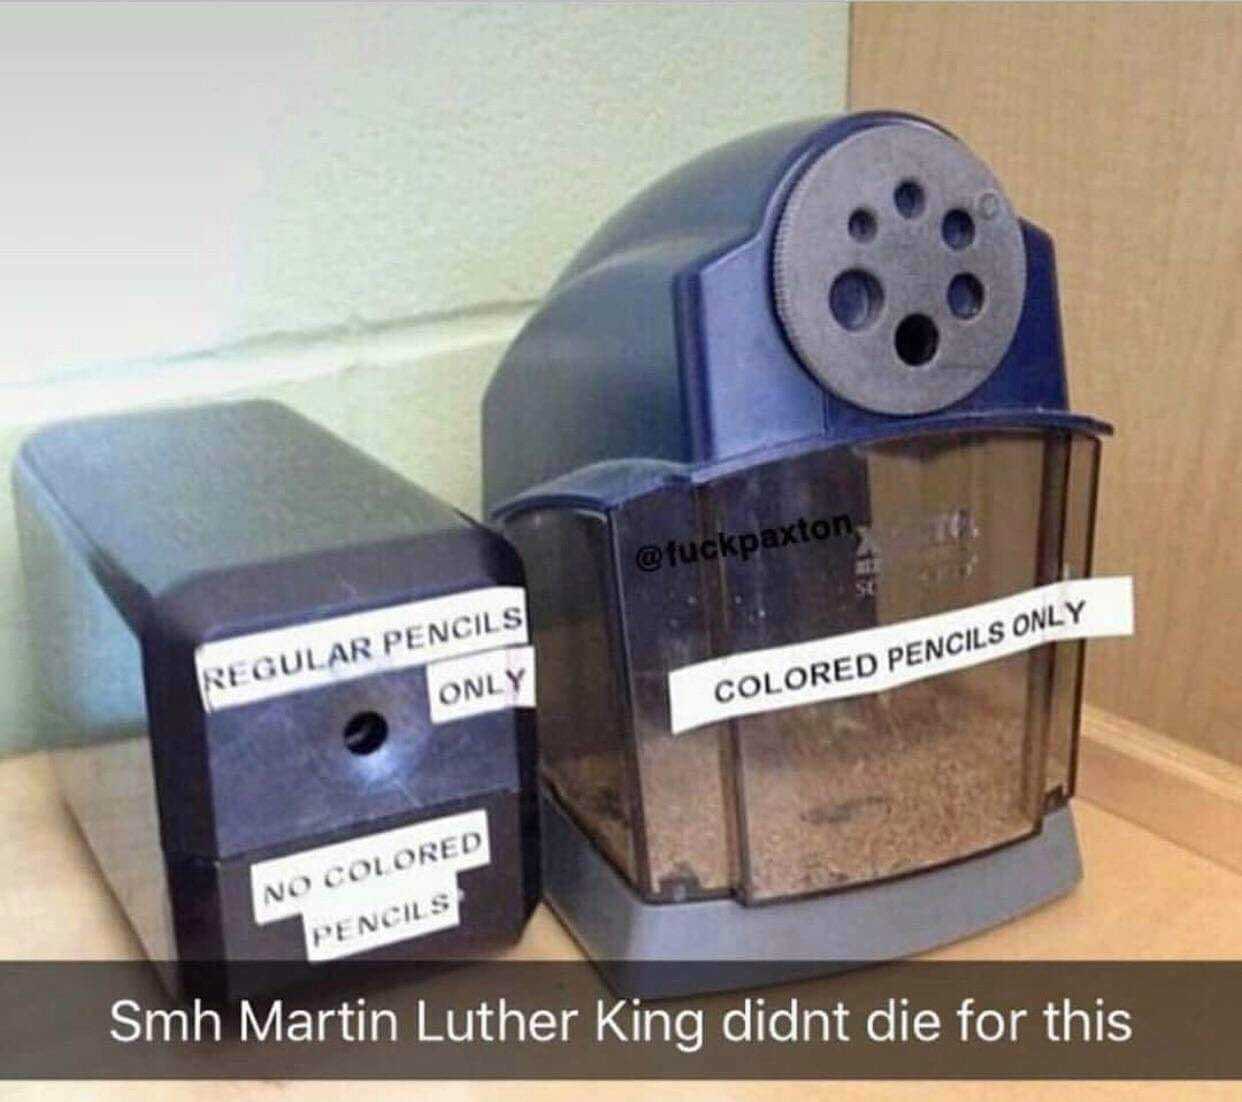 @fuckpaxton
REGULAR PENCILS
ONLY
COLORED PENCILS ONLY
NO COLORED
PENCILS
Smh Martin Luther King didnt die for this